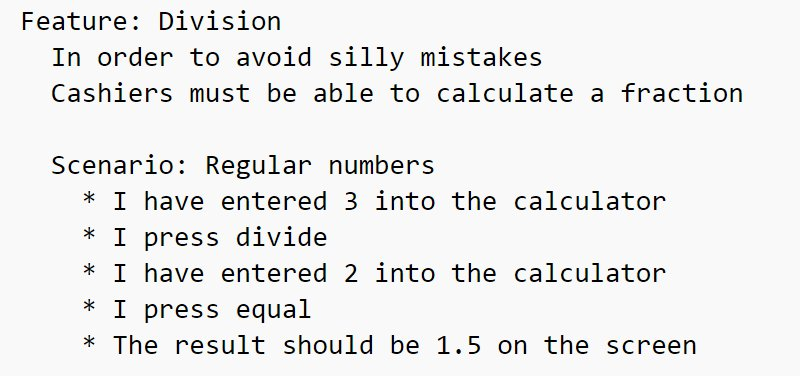 Feature: Division
In order to avoid silly mistakes
Cashiers must be able to calculate a fraction
Scenario: Regular numbers
* I have entered 3 into the calculator
* I press divide
* I have entered 2 into the calculator
* I press equal
* The result should be 1.5 on the screen